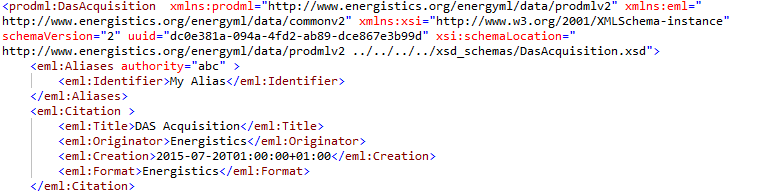 <prodml:DasAcquisition  xmlns:prodml="http://www.energistics.org/energyml/data/prodmlv2" xmlns:eml="
http://www.energistics.org/energyml/data/commonv2" xmlns:xsi="http://www.w3.org/2001/XMLSchema-instance"
schemaVersion="2" uuid="dc0e381a-094a-4fd2-ab89-dce867e3b99d" xsi:schemaLocation="
http://www.energistics.org/energyml/data/prodmlv2 ../../../../xsd_schemas/DasAcquisition.xsd">
    <eml:Aliases authority="abc" >
        <eml:Identifier>My Alias</eml:Identifier>
    </eml:Aliases>
    <eml:Citation >
        <eml:Title>DAS Acquisition</eml:Title>
        <eml:Originator>Energistics</eml:Originator>
        <eml:Creation>2015-07-20T01:00:00+01:00</eml:Creation>
        <eml:Format>Energistics</eml:Format>
    </eml:Citation>